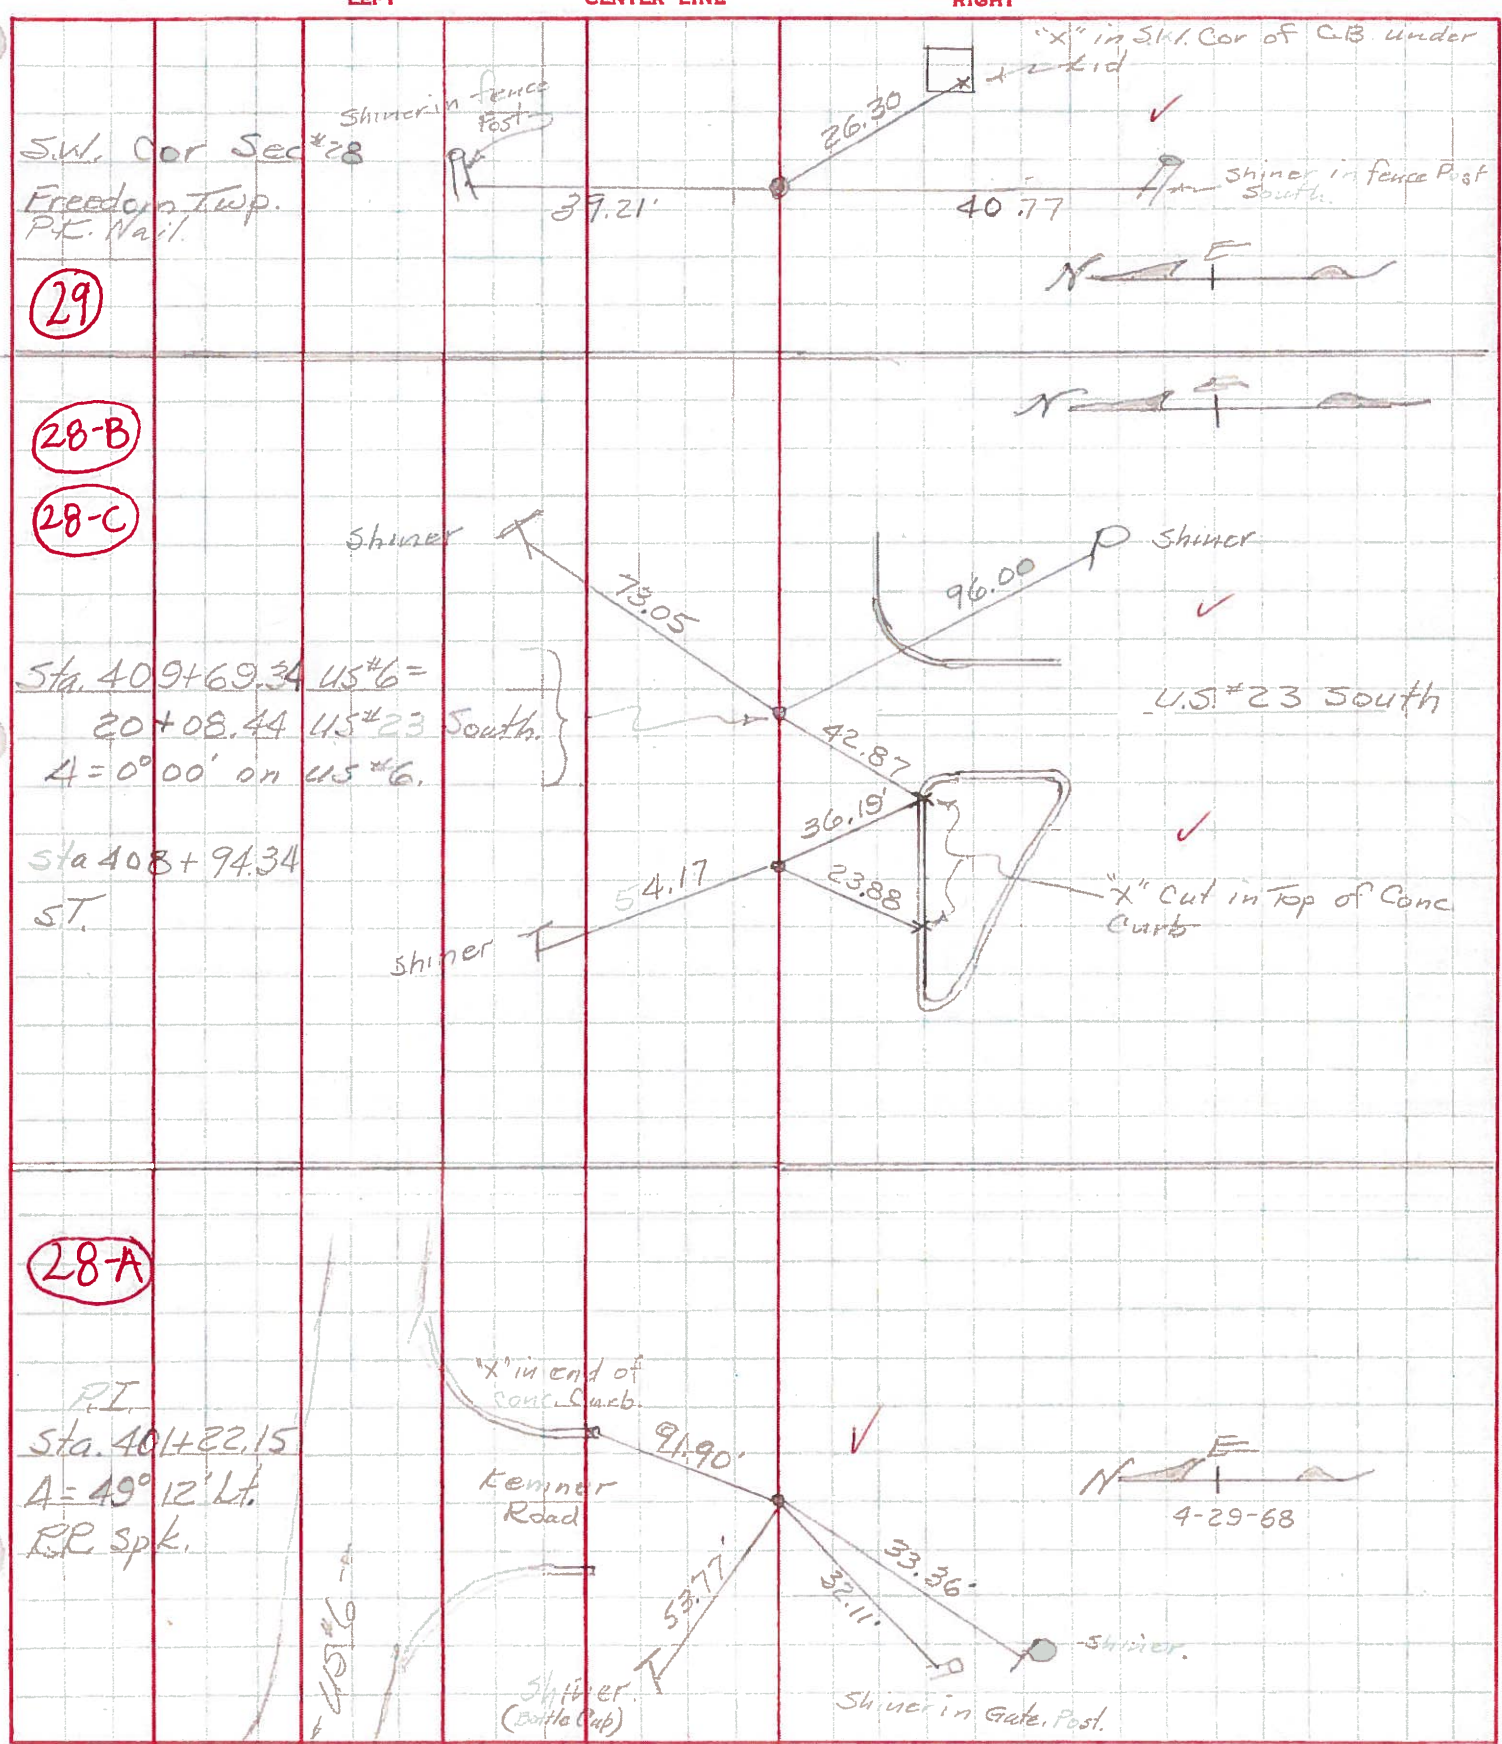 LEFT
CENTER LINE
RIGHT
"X" in S.W. Cor of C.B. under
Lid
Shiner in fence
Post
26.30
S.W. Cor Sec #28
Freedom Twp.
P.K. Nail.
39.21'
40.77
Shiner in fence Post
South.
N E
29
N E
28-B
28-C
Shiner
Shiner
73.05
96.00
Sta. 409+69.34 US #6 =
20+08.44 US #23 South.
Δ = 0° 00' on US #6.
U.S. #23 South
42.87
36.19'
Sta 408+94.34
S.T.
54.17
23.88
"X" Cut in Top of Conc
Curb
Shiner
28-A
"X" in end of
Conc. Curb.
P.I.
Sta. 401+22.15
Δ = 49° 12' Lt.
R.R. Spk.
91.90'
Kemner
Road
N E
4-29-68
53.77'
32.11'
33.36'
US #6
Shiner.
Shiner
(Bottle Cap)
Shiner in Gate. Post.